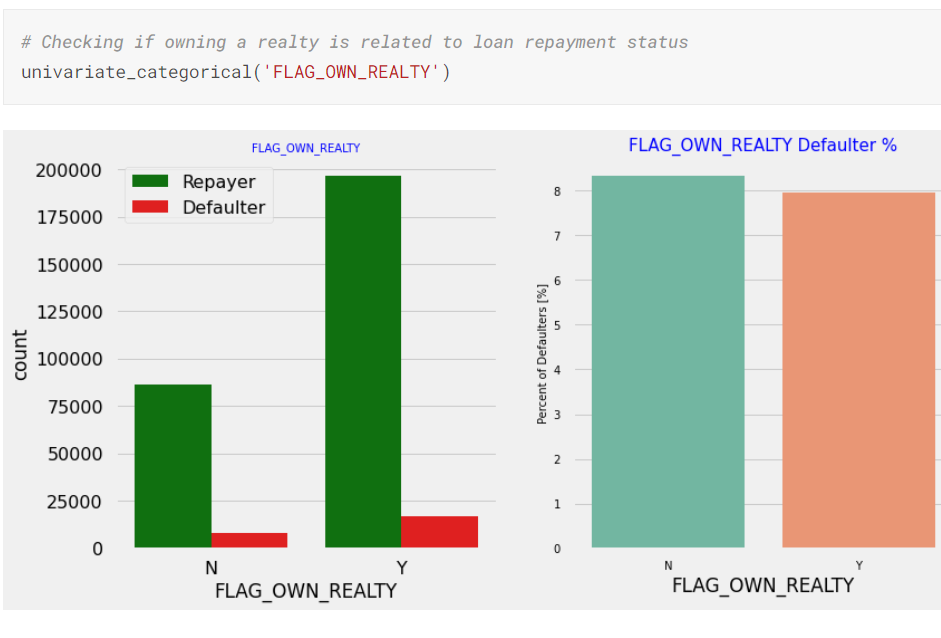 # Checking if owning a realty is related to loan repayment status
univariate_categorical('FLAG_OWN_REALTY')
FLAG_OWN_REALTY
Repayer
Defaulter
200000
175000
150000
125000
100000
75000
50000
25000
0
count
N
Y
FLAG_OWN_REALTY
FLAG_OWN_REALTY Defaulter %
8
7
6
5
4
3
2
1
0
Percent of Defaulters [%]
N
Y
FLAG_OWN_REALTY